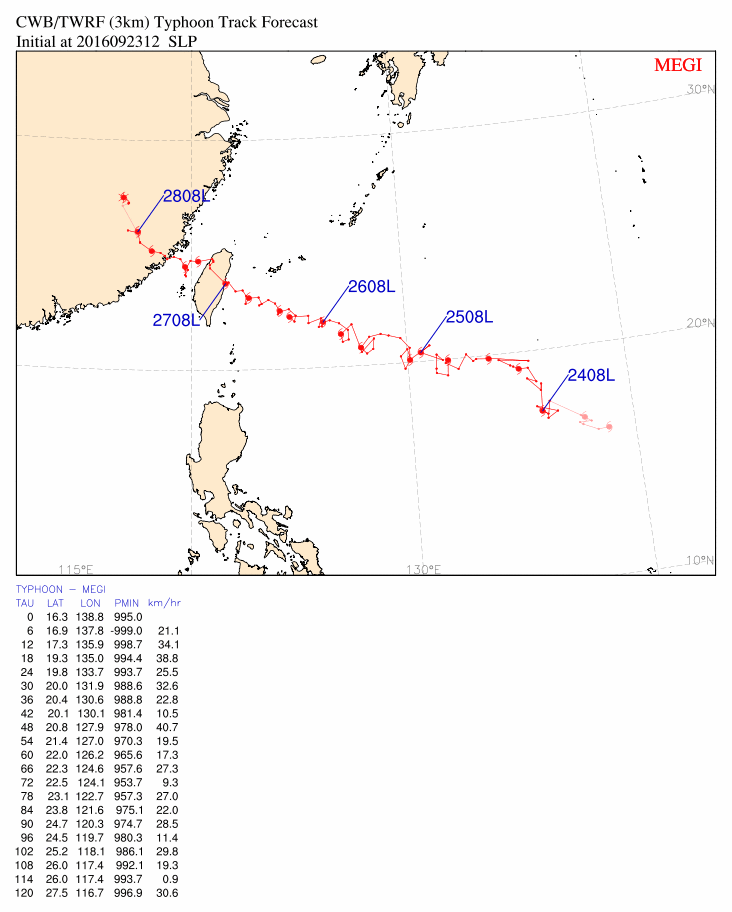 CWB/TWRF (3km) Typhoon Track Forecast
Initial at 2016092312 SLP
MEGI
30°N
2808L
2608L
2708L
2508L
20°N
2408L
10°N
115°E
130°E
TYPHOON – MEGI
TAU LAT LON PMIN km/hr
0 16.3 138.8 995.0
6 16.9 137.8 -999.0 21.1
12 17.3 135.9 998.7 34.1
18 19.3 135.0 994.4 38.8
24 19.8 133.7 993.7 25.5
30 20.0 131.9 988.6 32.6
36 20.4 130.6 988.8 22.8
42 20.1 130.1 981.4 10.5
48 20.8 127.9 978.0 40.7
54 21.4 127.0 970.3 19.5
60 22.0 126.2 965.6 17.3
66 22.3 124.6 957.6 27.3
72 22.5 124.1 953.7 9.3
78 23.1 122.7 957.3 27.0
84 23.8 121.6 975.1 22.0
90 24.7 120.3 974.7 28.5
96 24.5 119.7 980.3 11.4
102 25.2 118.1 986.1 29.8
108 26.0 117.4 992.1 19.3
114 26.0 117.4 993.7 0.9
120 27.5 116.7 996.9 30.6